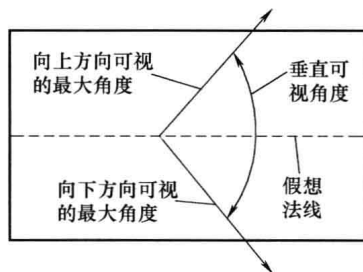 向上方向可视
的最大角度
垂直可
视角度
向下方向可视
的最大角度
假想
法线